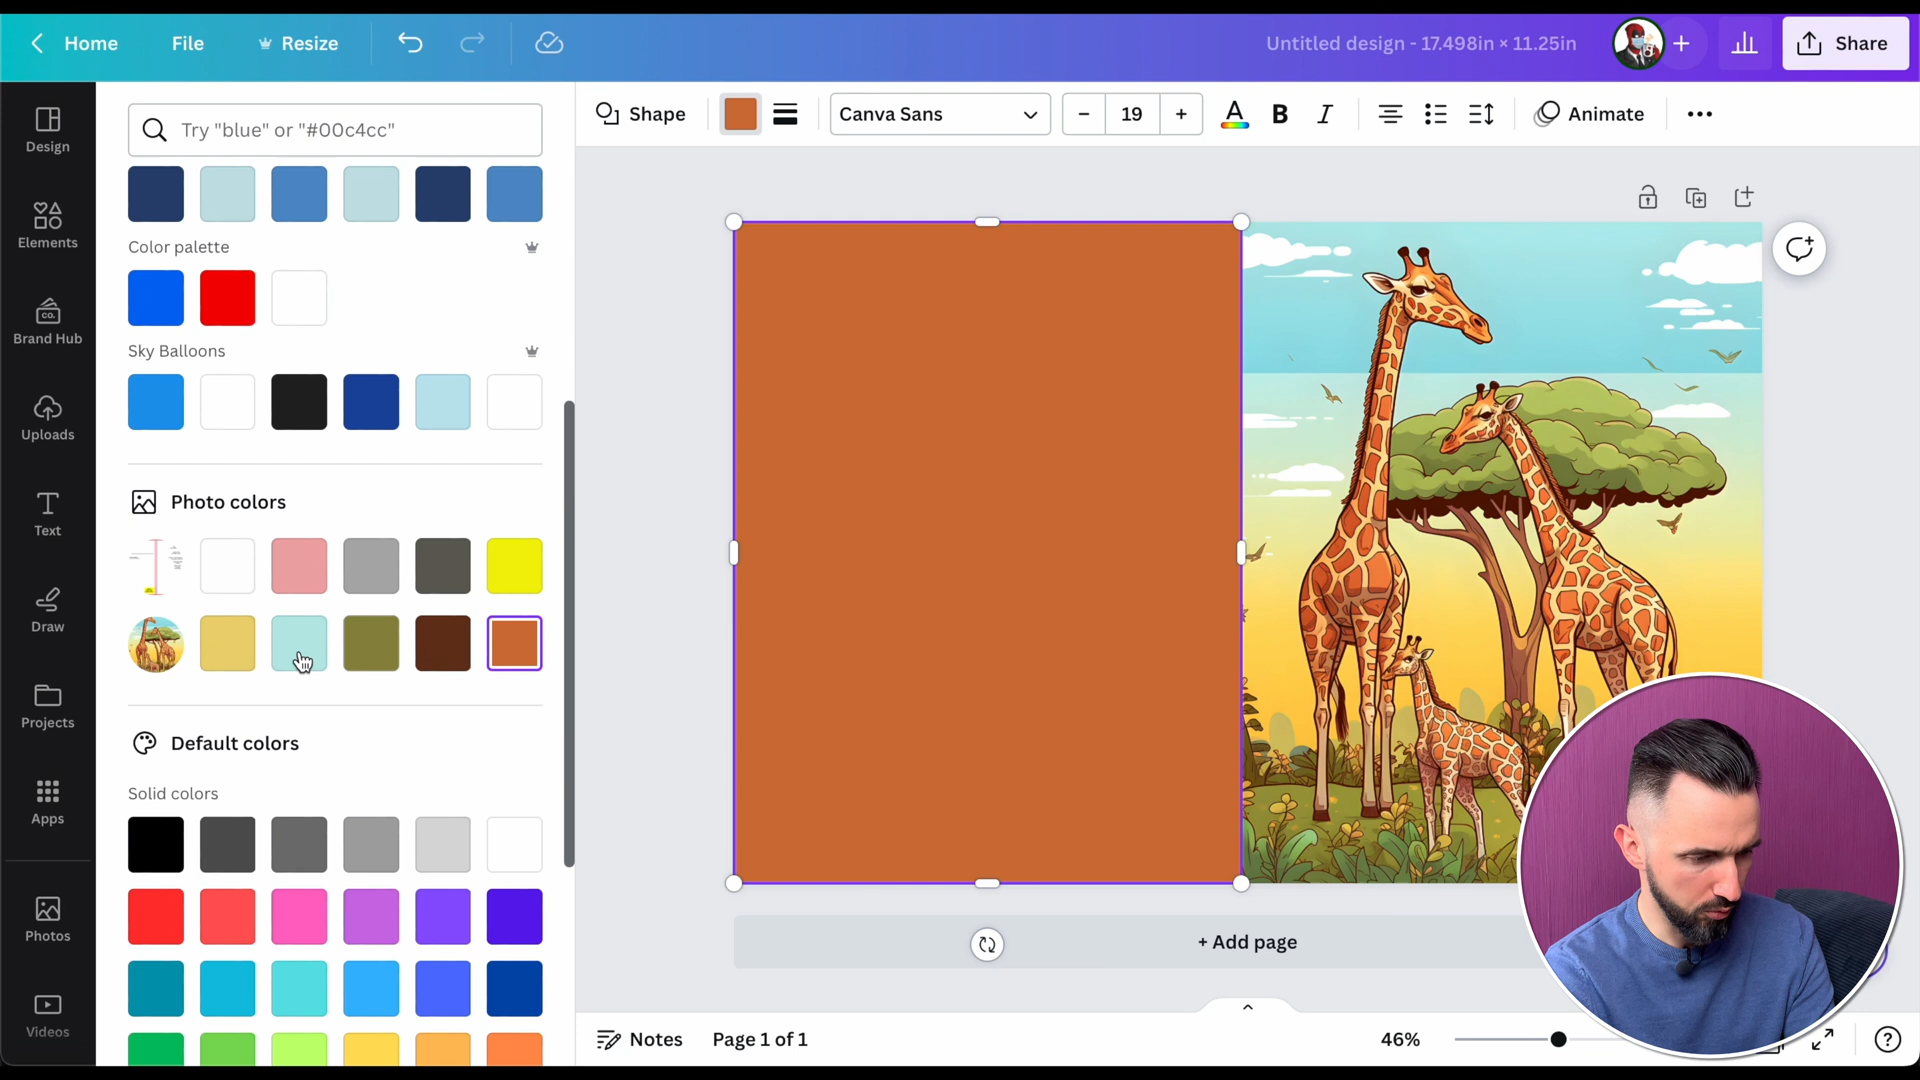 Home
File
Resize
Untitled design - 17.498in × 11.25in
Share
Design
Elements
Brand Hub
co.
Uploads
Text
Draw
Projects
Apps
Photos
Videos
Try "blue" or "#00c4cc"
Color palette
Sky Balloons
Photo colors
Default colors
Solid colors
Shape
Canva Sans
19
A
B
I
Animate
+ Add page
Notes
Page 1 of 1
46%
?